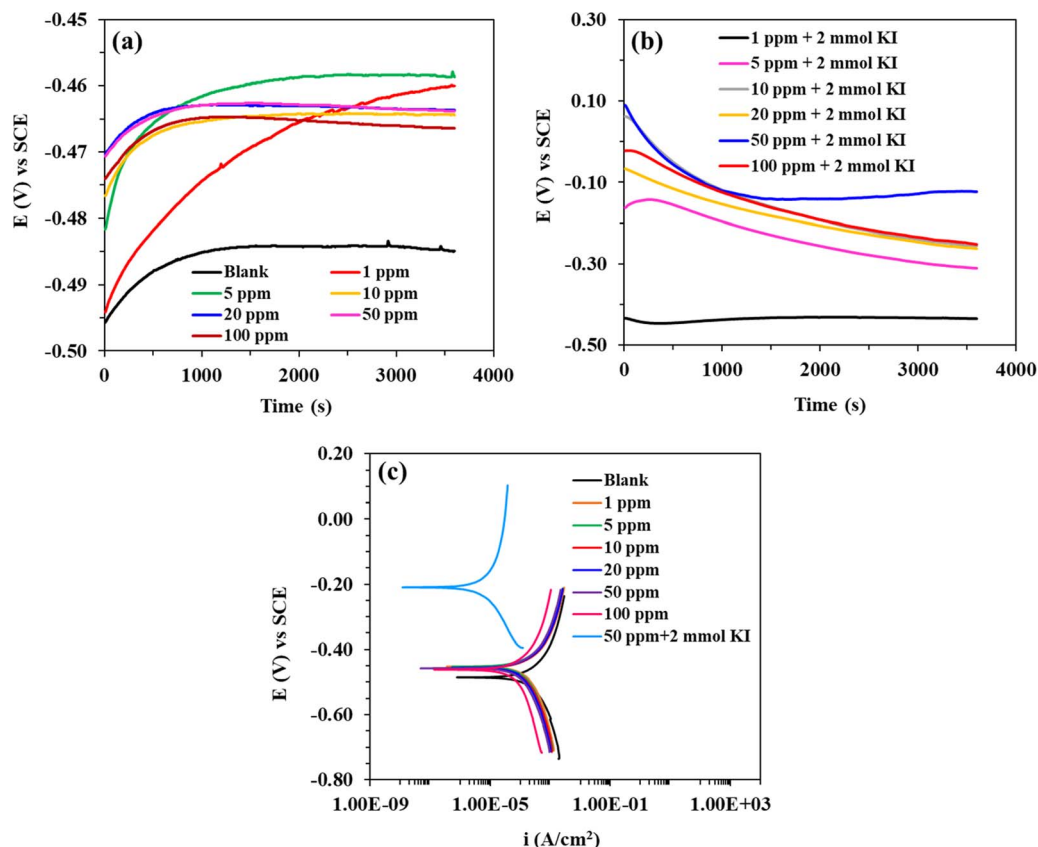 (a)
E (V) vs SCE
-0.45
-0.46
-0.47
-0.48
-0.49
-0.50
Blank 1 ppm
5 ppm 10 ppm
20 ppm 50 ppm
100 ppm
0 1000 2000 3000 4000
Time (s)
(b)
E (V) vs SCE
0.30
0.10
-0.10
-0.30
-0.50
1 ppm + 2 mmol KI
5 ppm + 2 mmol KI
10 ppm + 2 mmol KI
20 ppm + 2 mmol KI
50 ppm + 2 mmol KI
100 ppm + 2 mmol KI
0 1000 2000 3000 4000
Time (s)
(c)
E (V) vs SCE
0.20
0.00
-0.20
-0.40
-0.60
-0.80
Blank
1 ppm
5 ppm
10 ppm
20 ppm
50 ppm
100 ppm
50 ppm+2 mmol KI
1.00E-09 1.00E-05 1.00E-01 1.00E+03
i (A/cm²)